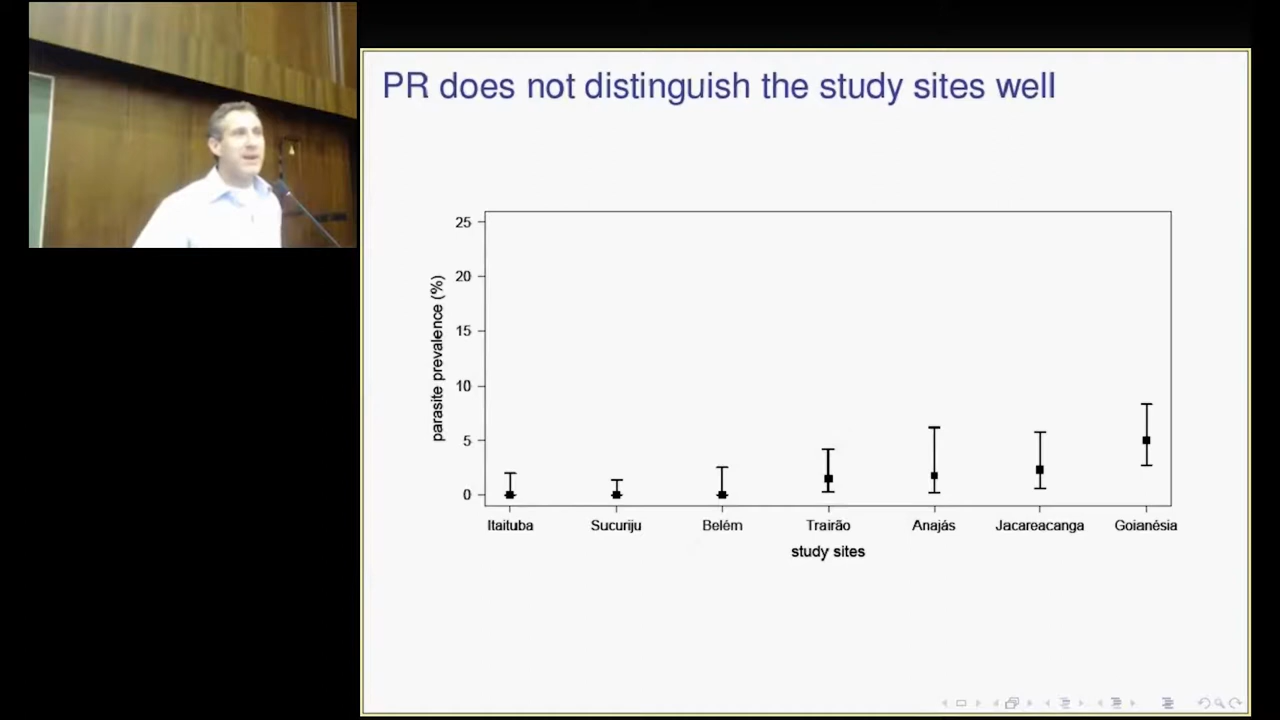 PR does not distinguish the study sites well
parasite prevalence (%)
25
20
15
10
5
0
Itaituba Sucuriju Belém Trairão Anajás Jacareacanga Goianésia
study sites